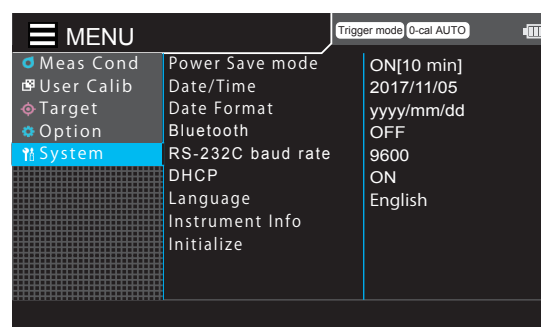 MENU
Trigger mode 0-cal AUTO
Meas Cond
User Calib
Target
Option
System
Power Save mode ON[10 min]
Date/Time 2017/11/05
Date Format yyyy/mm/dd
Bluetooth OFF
RS-232C baud rate 9600
DHCP ON
Language English
Instrument Info
Initialize